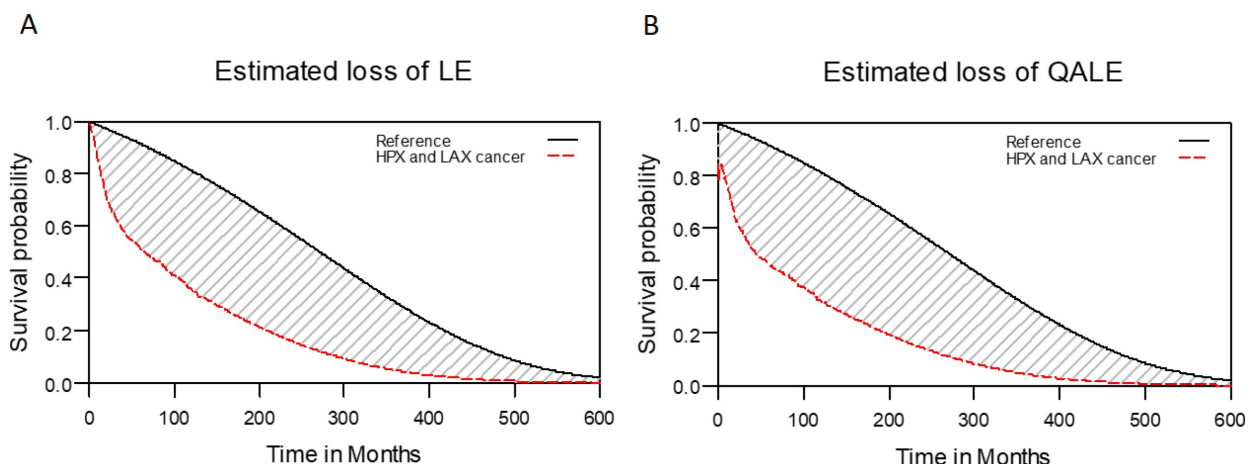 A
Estimated loss of LE
Survival probability
1.0
0.8
0.6
0.4
0.2
0.0
Reference
HPX and LAX cancer
0 100 200 300 400 500 600
Time in Months
B
Estimated loss of QALE
Survival probability
1.0
0.8
0.6
0.4
0.2
0.0
Reference
HPX and LAX cancer
0 100 200 300 400 500 600
Time in Months